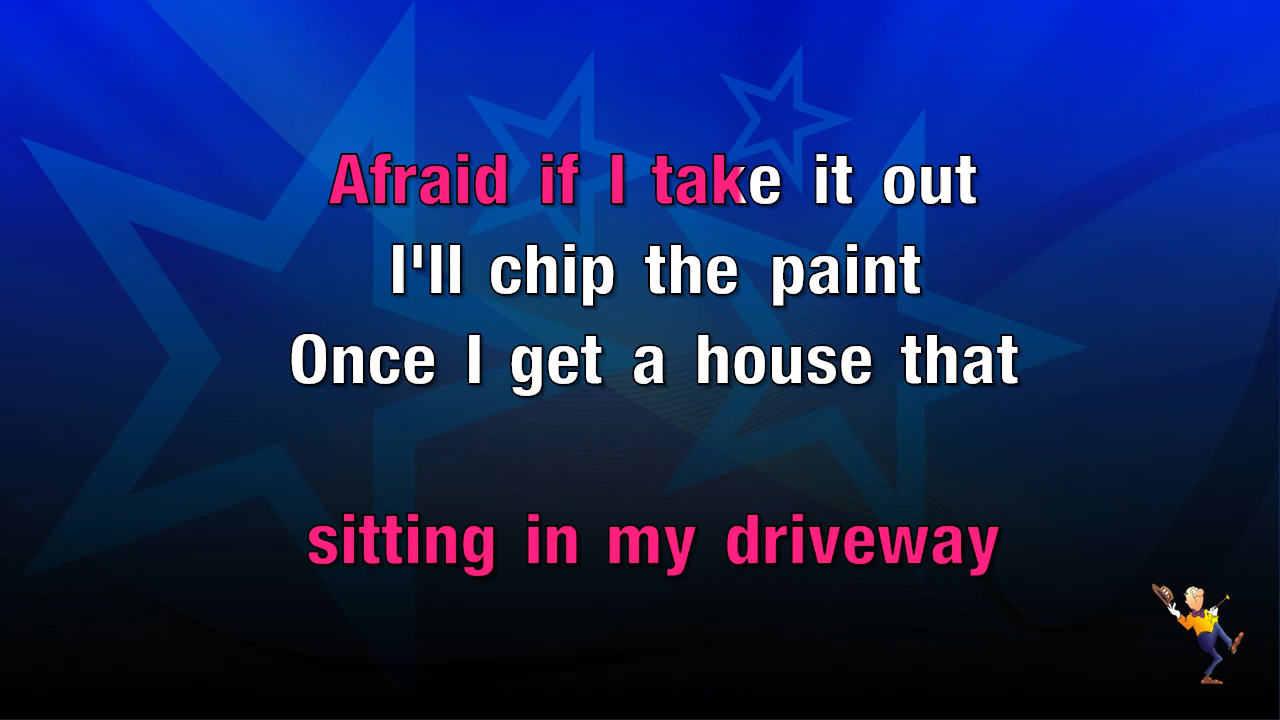 Afraid if I take it out
I'll chip the paint
Once I get a house that
sitting in my driveway